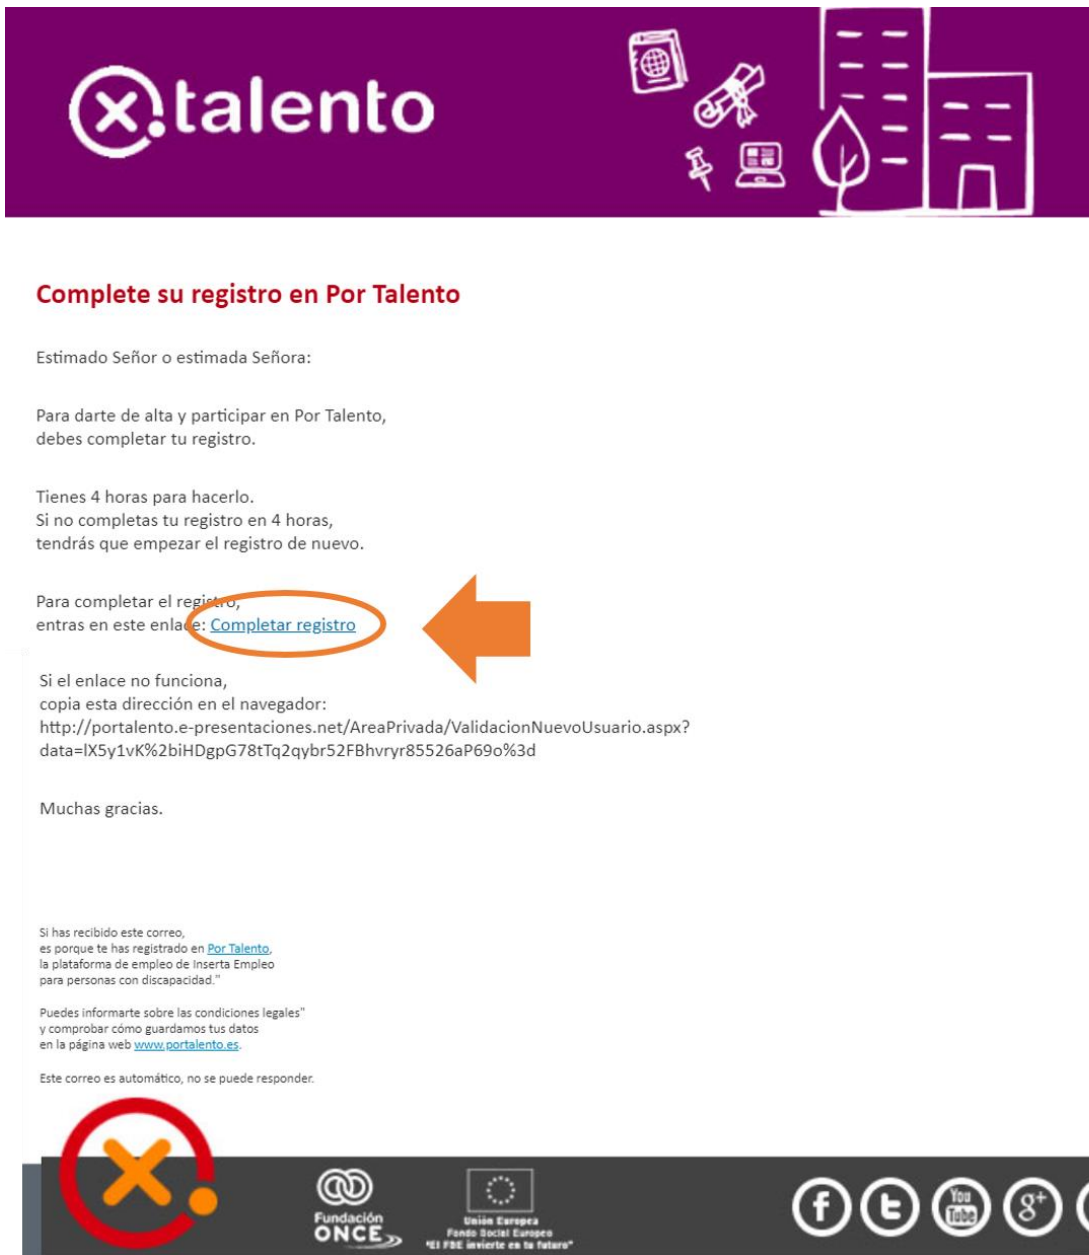 x.talento
Complete su registro en Por Talento
Estimado Señor o estimada Señora:
Para darte de alta y participar en Por Talento,
debes completar tu registro.
Tienes 4 horas para hacerlo.
Si no completas tu registro en 4 horas,
tendrás que empezar el registro de nuevo.
Para completar el registro,
entras en este enlace: Completar registro
Si el enlace no funciona,
copia esta dirección en el navegador:
http://portalento.e-presentaciones.net/AreaPrivada/ValidacionNuevoUsuario.aspx?
data=lX5y1vK%2biHDgpG78tTq2qybr52FBhvryr85526aP69o%3d
Muchas gracias.
Si has recibido este correo,
es porque te has registrado en Por Talento,
la plataforma de empleo de Inserta Empleo
para personas con discapacidad."
Puedes informarte sobre las condiciones legales"
y comprobar cómo guardamos tus datos
en la página web www.portalento.es.
Este correo es automático, no se puede responder.
Fundación
ONCE
Unión Europea
Fondo Social Europeo
"El FSE invierte en tu futuro"
f
t
You
Tube
g+